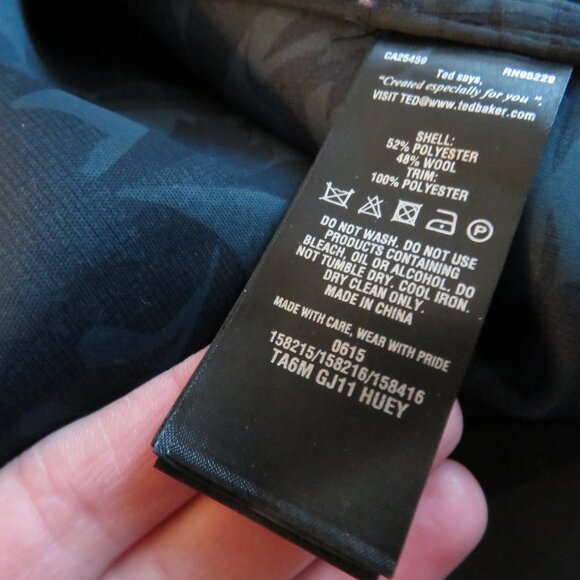 CA25459 RN95229
Ted says,
"Created especially for you".
VISIT TED@www.tedbaker.com
SHELL:
52% POLYESTER
48% WOOL
TRIM:
100% POLYESTER
P
DO NOT WASH. DO NOT USE
PRODUCTS CONTAINING
BLEACH, OIL OR ALCOHOL. DO
NOT TUMBLE DRY. COOL IRON.
DRY CLEAN ONLY.
MADE IN CHINA
MADE WITH CARE, WEAR WITH PRIDE
0615
158215/158216/158416
TA6M GJ11 HUEY